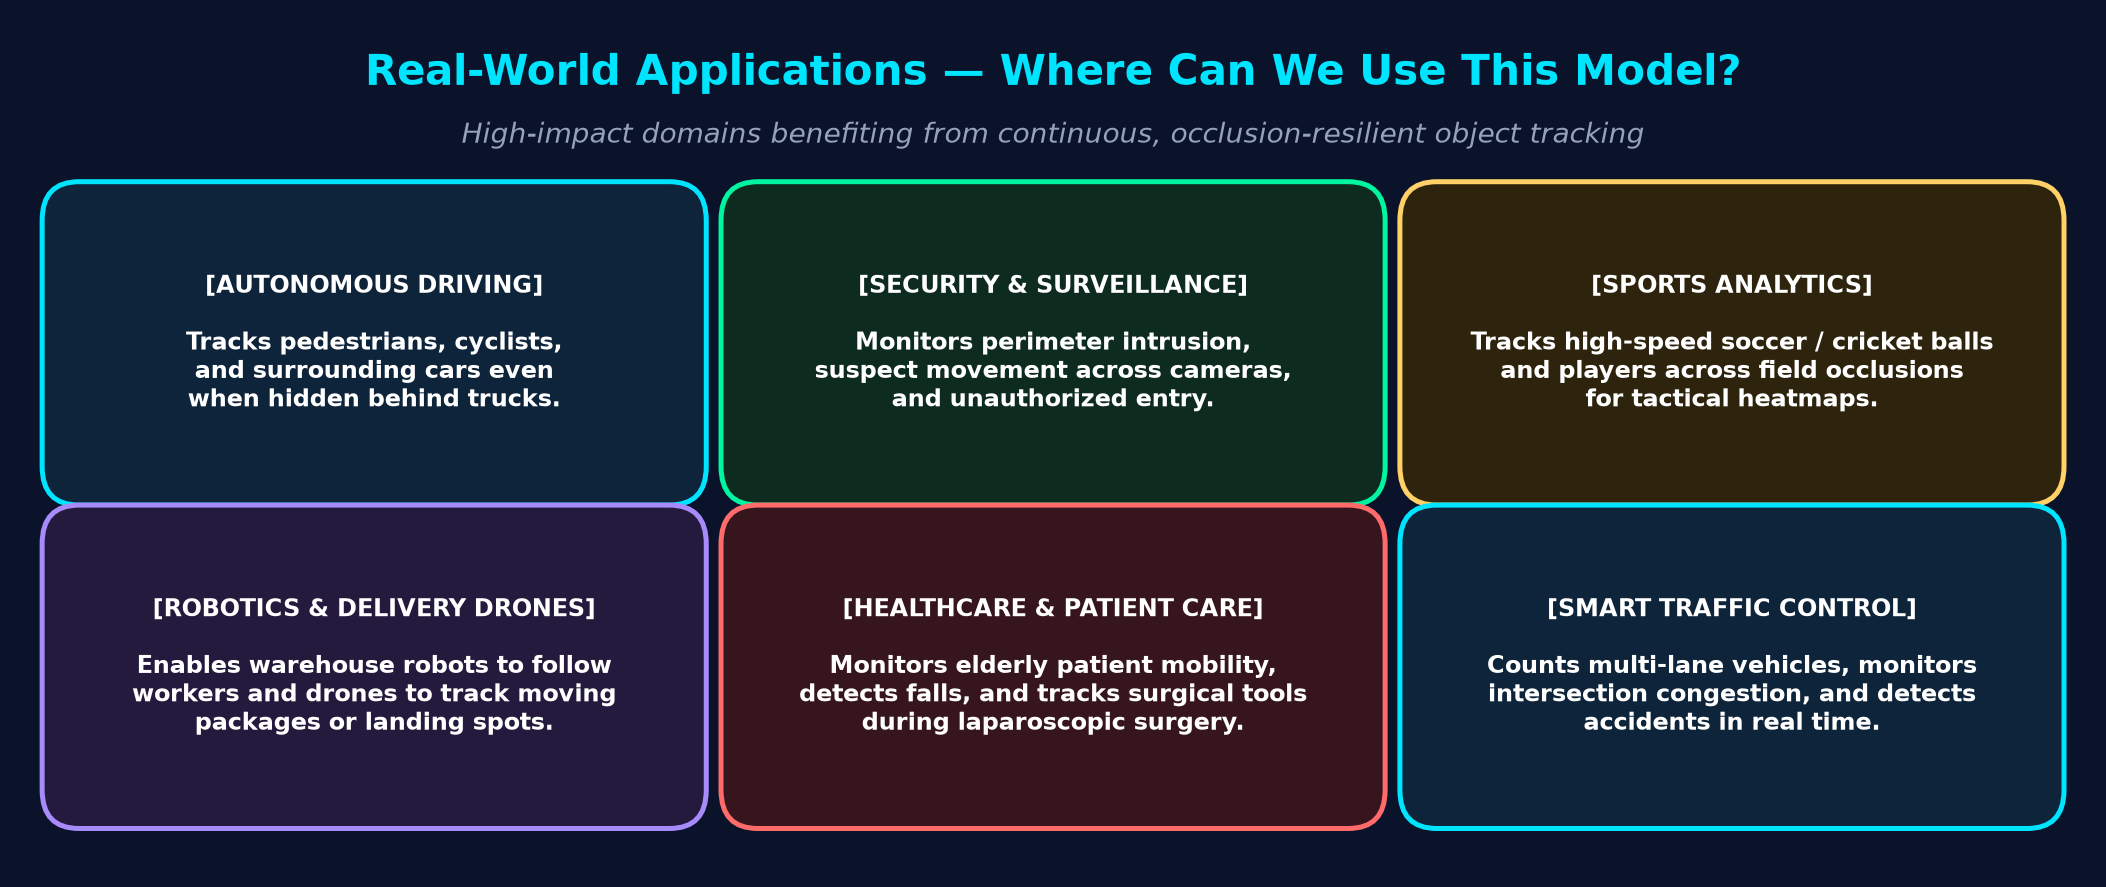 Real-World Applications — Where Can We Use This Model?
High-impact domains benefiting from continuous, occlusion-resilient object tracking
[AUTONOMOUS DRIVING]
Tracks pedestrians, cyclists,
and surrounding cars even
when hidden behind trucks.
[SECURITY & SURVEILLANCE]
Monitors perimeter intrusion,
suspect movement across cameras,
and unauthorized entry.
[SPORTS ANALYTICS]
Tracks high-speed soccer / cricket balls
and players across field occlusions
for tactical heatmaps.
[ROBOTICS & DELIVERY DRONES]
Enables warehouse robots to follow
workers and drones to track moving
packages or landing spots.
[HEALTHCARE & PATIENT CARE]
Monitors elderly patient mobility,
detects falls, and tracks surgical tools
during laparoscopic surgery.
[SMART TRAFFIC CONTROL]
Counts multi-lane vehicles, monitors
intersection congestion, and detects
accidents in real time.